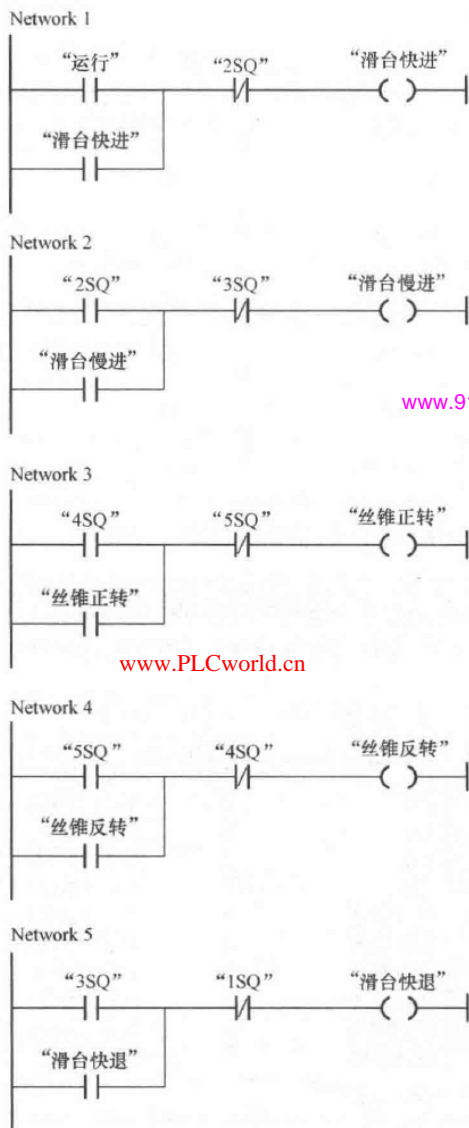 Network 1
“运行” “2SQ” “滑台快进”
“滑台快进”
Network 2
“2SQ” “3SQ” “滑台慢进”
“滑台慢进”
www.91
Network 3
“4SQ” “5SQ” “丝锥正转”
“丝锥正转”
www.PLCworld.cn
Network 4
“5SQ” “4SQ” “丝锥反转”
“丝锥反转”
Network 5
“3SQ” “1SQ” “滑台快退”
“滑台快退”